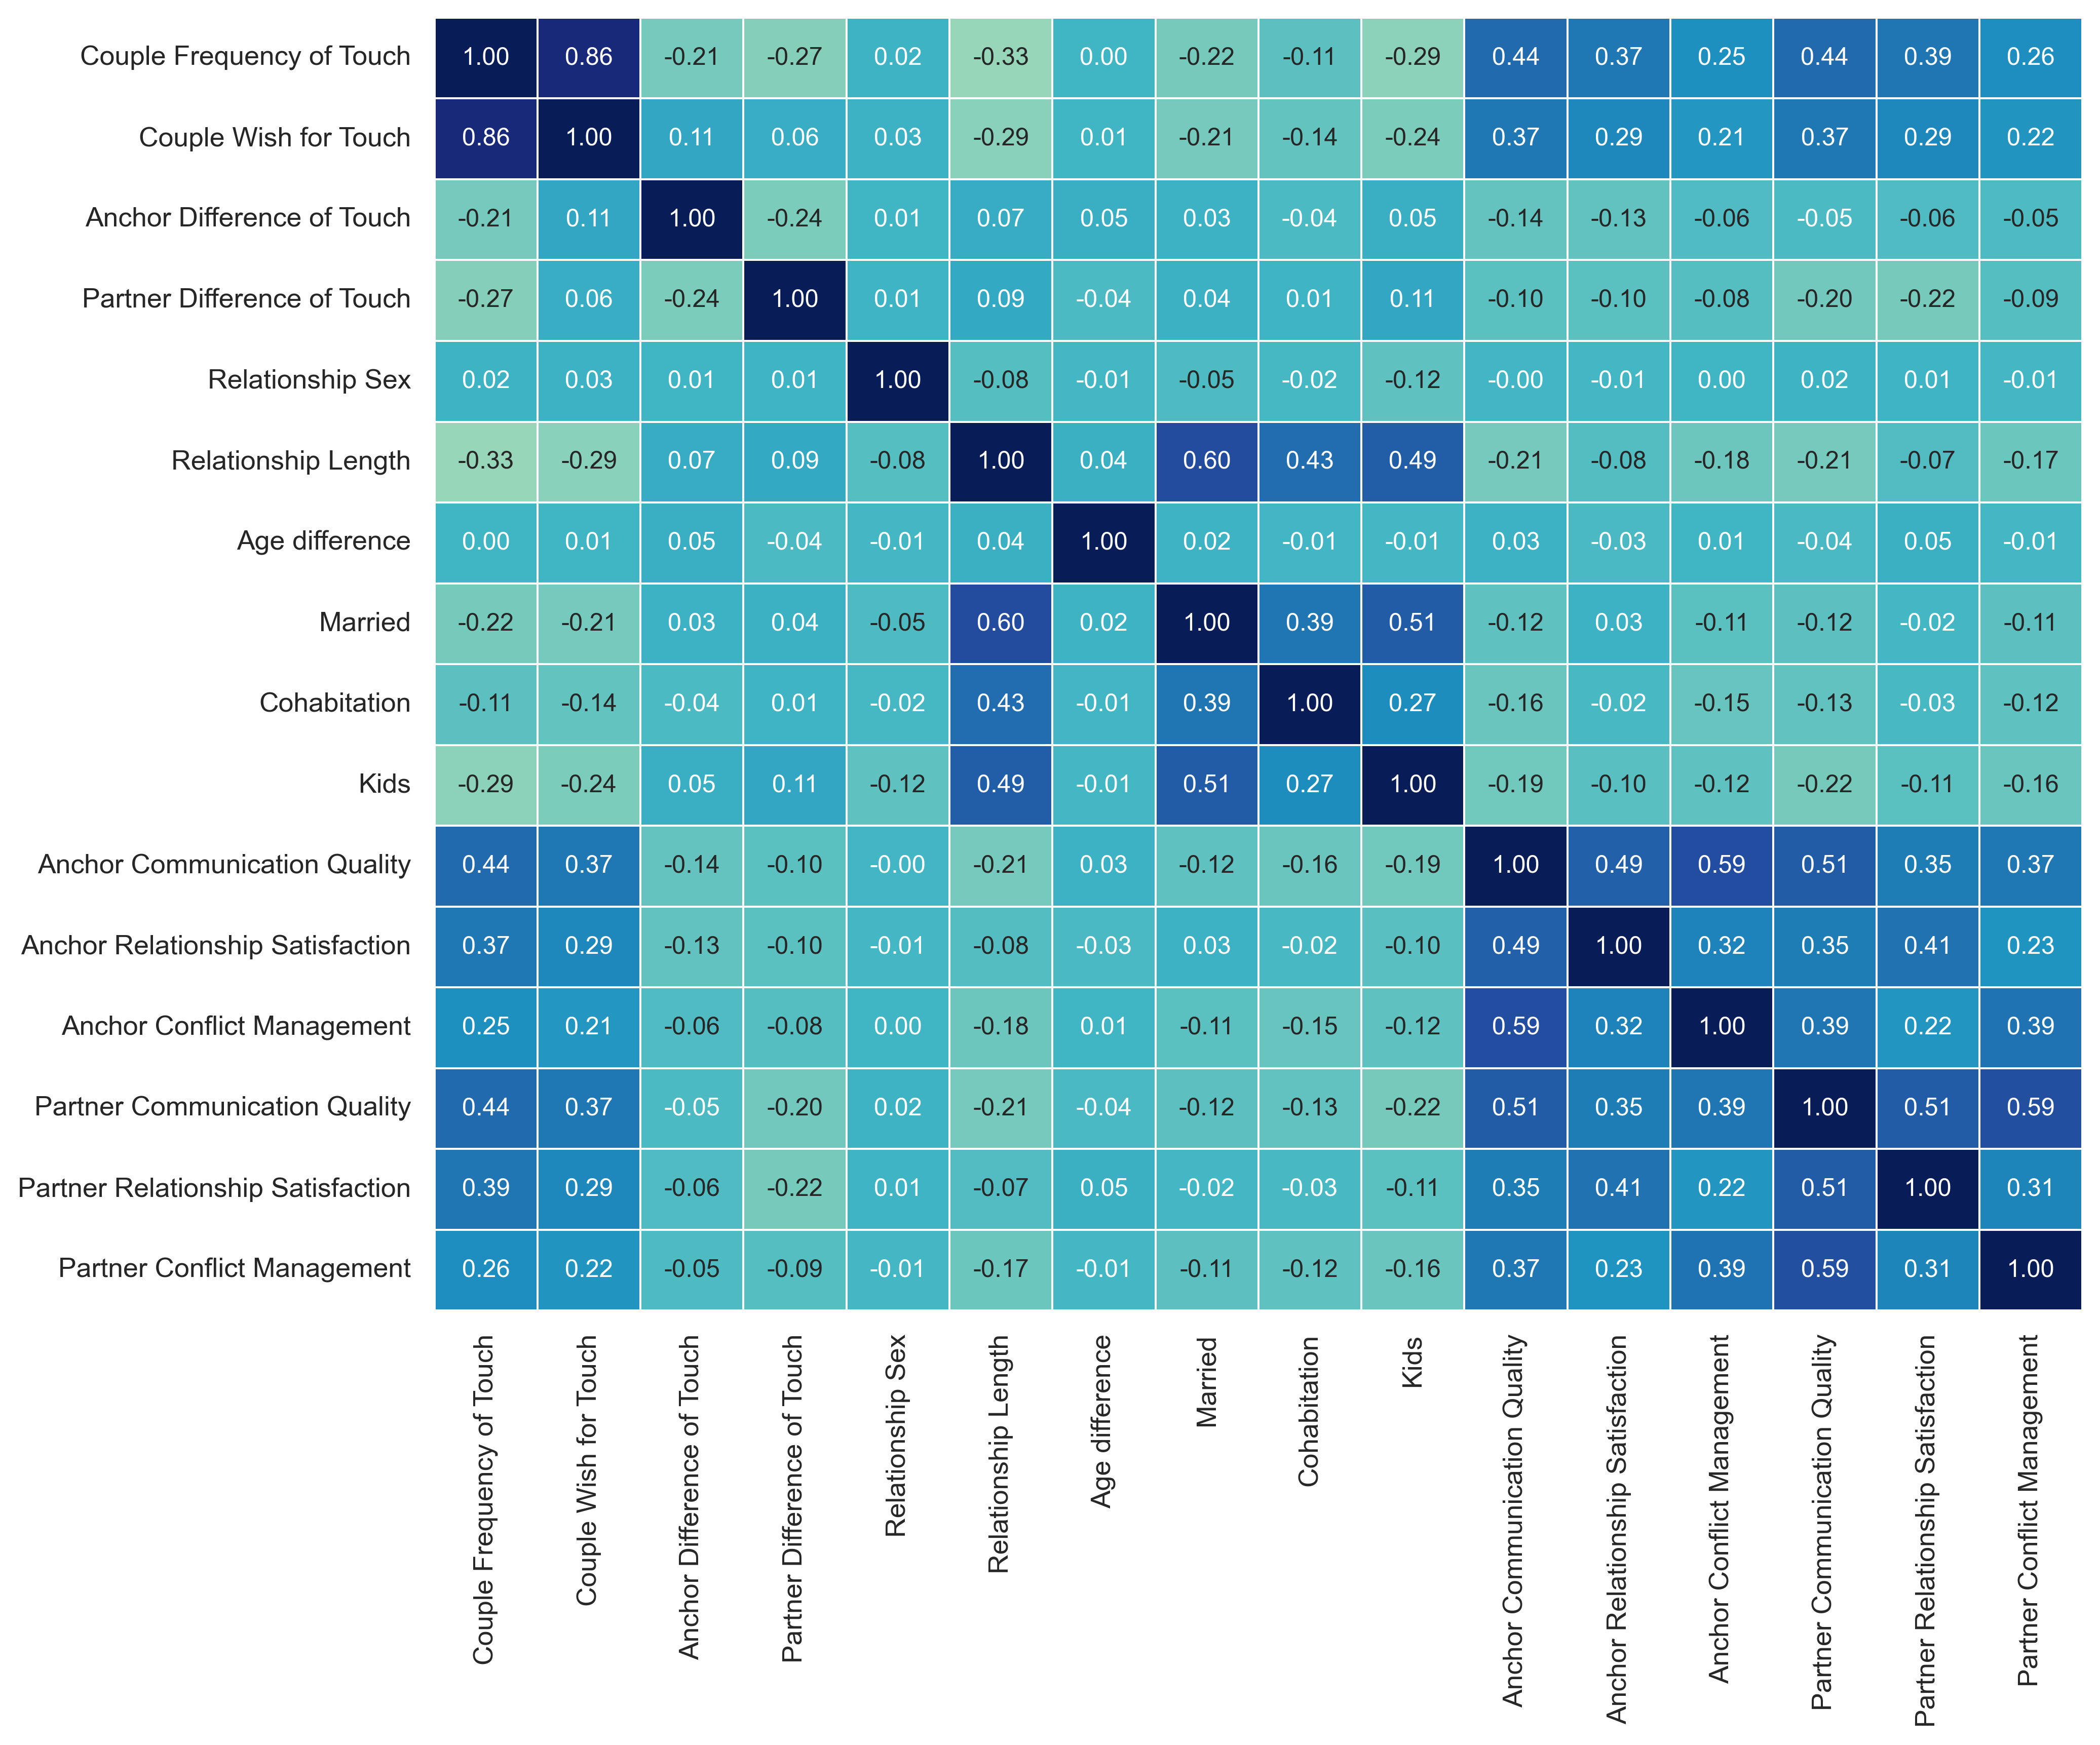 Couple Frequency of Touch 1.00 0.86 -0.21 -0.27 0.02 -0.33 0.00 -0.22 -0.11 -0.29 0.44 0.37 0.25 0.44 0.39 0.26
Couple Wish for Touch 0.86 1.00 0.11 0.06 0.03 -0.29 0.01 -0.21 -0.14 -0.24 0.37 0.29 0.21 0.37 0.29 0.22
Anchor Difference of Touch -0.21 0.11 1.00 -0.24 0.01 0.07 0.05 0.03 -0.04 0.05 -0.14 -0.13 -0.06 -0.05 -0.06 -0.05
Partner Difference of Touch -0.27 0.06 -0.24 1.00 0.01 0.09 -0.04 0.04 0.01 0.11 -0.10 -0.10 -0.08 -0.20 -0.22 -0.09
Relationship Sex 0.02 0.03 0.01 0.01 1.00 -0.08 -0.01 -0.05 -0.02 -0.12 -0.00 -0.01 0.00 0.02 0.01 -0.01
Relationship Length -0.33 -0.29 0.07 0.09 -0.08 1.00 0.04 0.60 0.43 0.49 -0.21 -0.08 -0.18 -0.21 -0.07 -0.17
Age difference 0.00 0.01 0.05 -0.04 -0.01 0.04 1.00 0.02 -0.01 -0.01 0.03 -0.03 0.01 -0.04 0.05 -0.01
Married -0.22 -0.21 0.03 0.04 -0.05 0.60 0.02 1.00 0.39 0.51 -0.12 0.03 -0.11 -0.12 -0.02 -0.11
Cohabitation -0.11 -0.14 -0.04 0.01 -0.02 0.43 -0.01 0.39 1.00 0.27 -0.16 -0.02 -0.15 -0.13 -0.03 -0.12
Kids -0.29 -0.24 0.05 0.11 -0.12 0.49 -0.01 0.51 0.27 1.00 -0.19 -0.10 -0.12 -0.22 -0.11 -0.16
Anchor Communication Quality 0.44 0.37 -0.14 -0.10 -0.00 -0.21 0.03 -0.12 -0.16 -0.19 1.00 0.49 0.59 0.51 0.35 0.37
Anchor Relationship Satisfaction 0.37 0.29 -0.13 -0.10 -0.01 -0.08 -0.03 0.03 -0.02 -0.10 0.49 1.00 0.32 0.35 0.41 0.23
Anchor Conflict Management 0.25 0.21 -0.06 -0.08 0.00 -0.18 0.01 -0.11 -0.15 -0.12 0.59 0.32 1.00 0.39 0.22 0.39
Partner Communication Quality 0.44 0.37 -0.05 -0.20 0.02 -0.21 -0.04 -0.12 -0.13 -0.22 0.51 0.35 0.39 1.00 0.51 0.59
Partner Relationship Satisfaction 0.39 0.29 -0.06 -0.22 0.01 -0.07 0.05 -0.02 -0.03 -0.11 0.35 0.41 0.22 0.51 1.00 0.31
Partner Conflict Management 0.26 0.22 -0.05 -0.09 -0.01 -0.17 -0.01 -0.11 -0.12 -0.16 0.37 0.23 0.39 0.59 0.31 1.00
Couple Frequency of Touch
Couple Wish for Touch
Anchor Difference of Touch
Partner Difference of Touch
Relationship Sex
Relationship Length
Age difference
Married
Cohabitation
Kids
Anchor Communication Quality
Anchor Relationship Satisfaction
Anchor Conflict Management
Partner Communication Quality
Partner Relationship Satisfaction
Partner Conflict Management